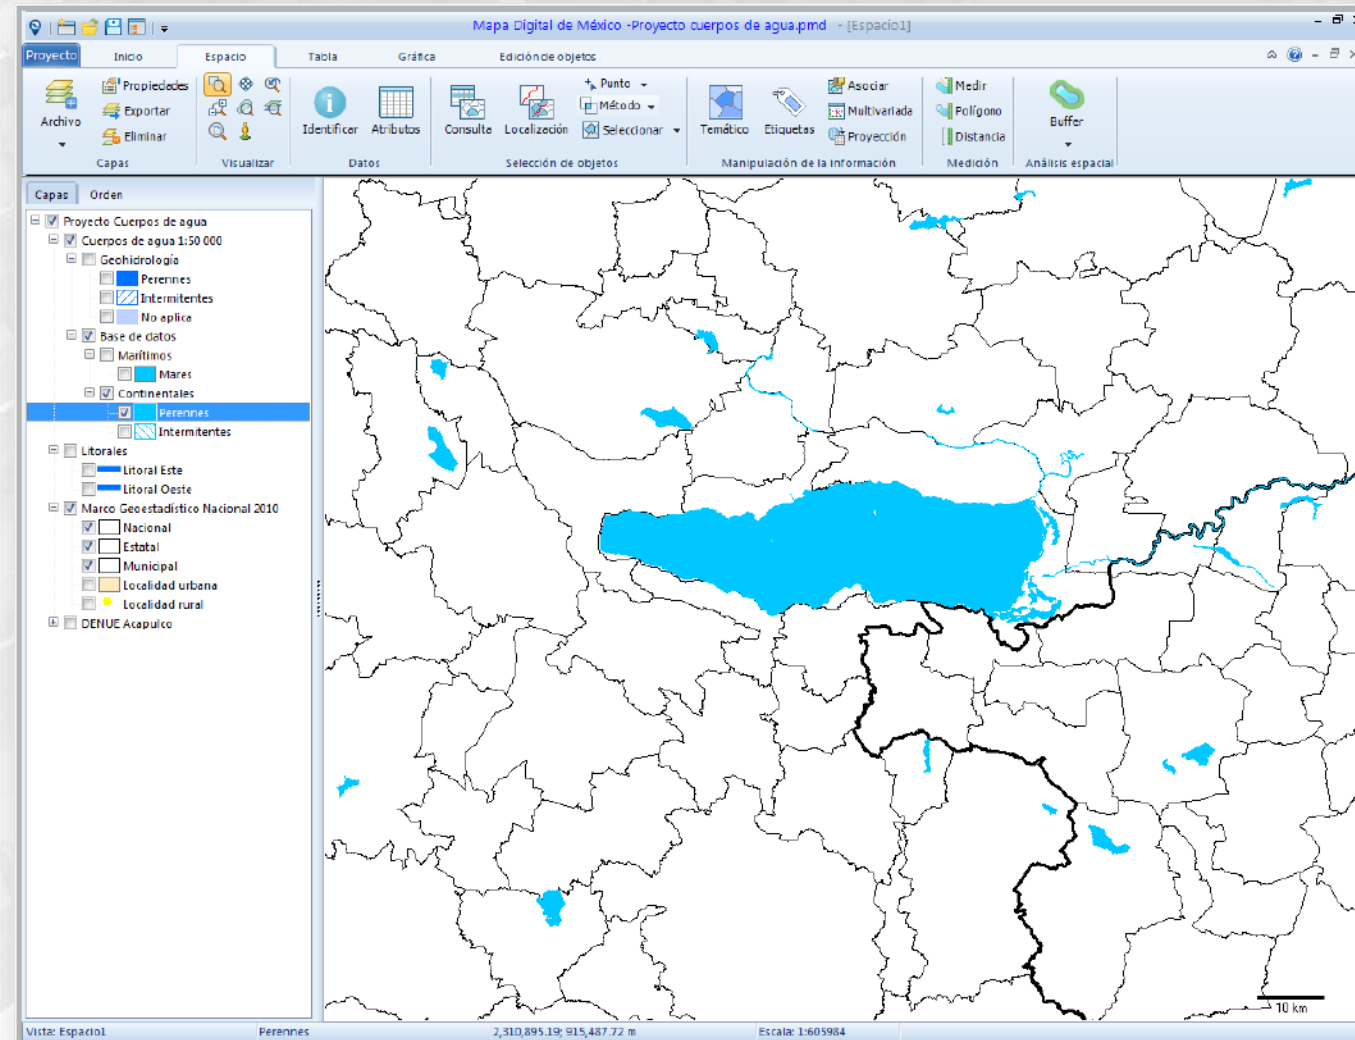 Mapa Digital de México -Proyecto cuerpos de agua.pmd - [Espacio1]
Proyecto Inicio Espacio Tabla Gráfica Edición de objetos
Archivo
Propiedades
Exportar
Eliminar
Capas
Visualizar
Identificar Atributos
Datos
Consulta Localización
Punto
Método
Seleccionar
Selección de objetos
Temático Etiquetas
Asociar
Multivariada
Proyección
Manipulación de la información
Medir
Polígono
Distancia
Medición
Buffer
Análisis espacial
Capas Orden
Proyecto Cuerpos de agua
Cuerpos de agua 1:50 000
Geohidrología
Perennes
Intermitentes
No aplica
Base de datos
Marítimos
Mares
Continentales
Perennes
Intermitentes
Litorales
Litoral Este
Litoral Oeste
Marco Geoestadístico Nacional 2010
Nacional
Estatal
Municipal
Localidad urbana
Localidad rural
DENUE Acapulco
10 km
Vista: Espacio1 Perennes 2,310,895.19; 915,487.72 m Escala: 1:605984